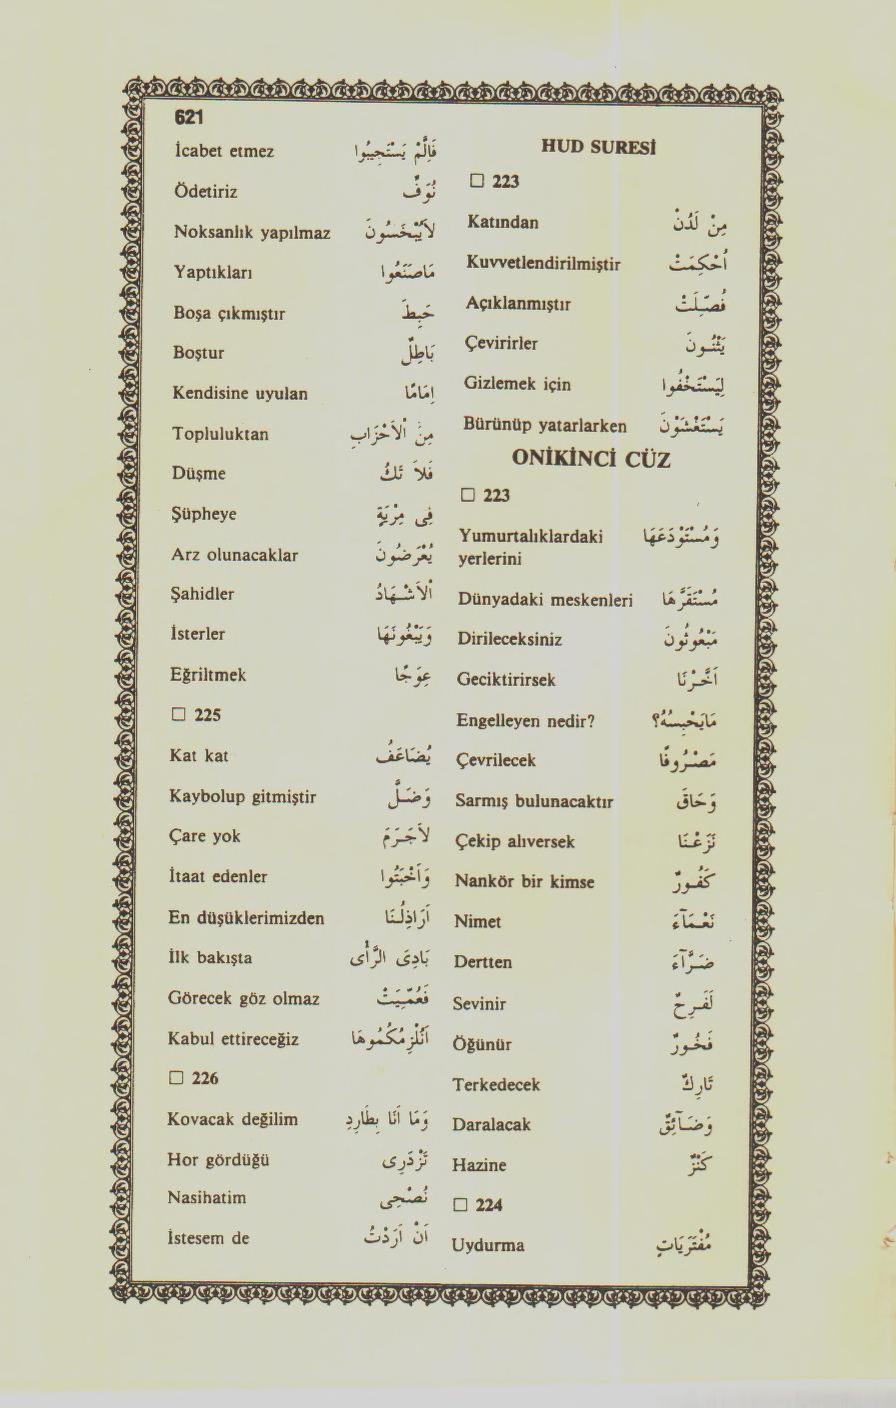 621
HUD SURESİ
□ 223
Katından مِنْ لَدُنْ
Kuvvetlendirilmiştir اُحْكِمَتْ
Açıklanmıştır فُصِّلَتْ
Çevirirler يَثْنُونَ
Gizlemek için لِيَسْتَخْفُوا
Bürünüp yatarlarken يَسْتَغْشُوْنَ
ONİKİNCİ CÜZ
□ 223
Yumurtalıklardaki وَمُسْتَوْدَعَهَا
yerlerini
Dünyadaki meskenleri مُسْتَقَرَّهَا
Dirileceksiniz مَبْعُوثُونَ
Geciktirirsek اَخَّرْنَا
Engelleyen nedir? مَايَحْبِسُهُ؟
Çevrilecek مَصْرُوفًا
Sarmış bulunacaktır وَحَاقَ
Çekip alıversek نَزَعْنَا
Nankör bir kimse كَفُورٌ
Nimet نَعْمَآءَ
Dertten ضَرَّآءَ
Sevinir لَفَرِحٌ
Öğünür فَخُورٌ
Terkedecek تَارِكٌ
Daralacak وَضَآئِقٌ
Hazine كَنْزٌ
□ 224
Uydurma مُفْتَرَيَاتٍ
İcabet etmez فَاِلَّمْ يَسْتَجِيبُوا
Ödetiriz نُوَفِّ
Noksanlık yapılmaz لَايُبْخَسُونَ
Yaptıkları مَاصَنَعُوا
Boşa çıkmıştır حَبِطَ
Boştur بَاطِلٌ
Kendisine uyulan اِمَامًا
Topluluktan مِنَ الْاَحْزَابِ
Düşme فَلَا تَكُ
Şüpheye فِى مِرْيَةٍ
Arz olunacaklar يُعْرَضُونَ
Şahidler اَلْاَشْهَادُ
İsterler وَيَبْغُونَهَا
Eğriltmek عِوَجًا
□ 225
Kat kat يُضَاعَفُ
Kaybolup gitmiştir وَضَلَّ
Çare yok لَاجَرَمَ
İtaat edenler وَاَخْبَتُوا
En düşüklerimizden اَرَاذِلُنَا
İlk bakışta بَادِىَ الرَّأْىِ
Görecek göz olmaz فَعُمِّيَتْ
Kabul ettireceğiz اَنُلْزِمُكُمُوهَا
□ 226
Kovacak değilim وَمَا اَنَا بِطَارِدِ
Hor gördüğü تَزْدَرِى
Nasihatim نُصْحِى
İstesem de اَنْ اَرَدْتُ